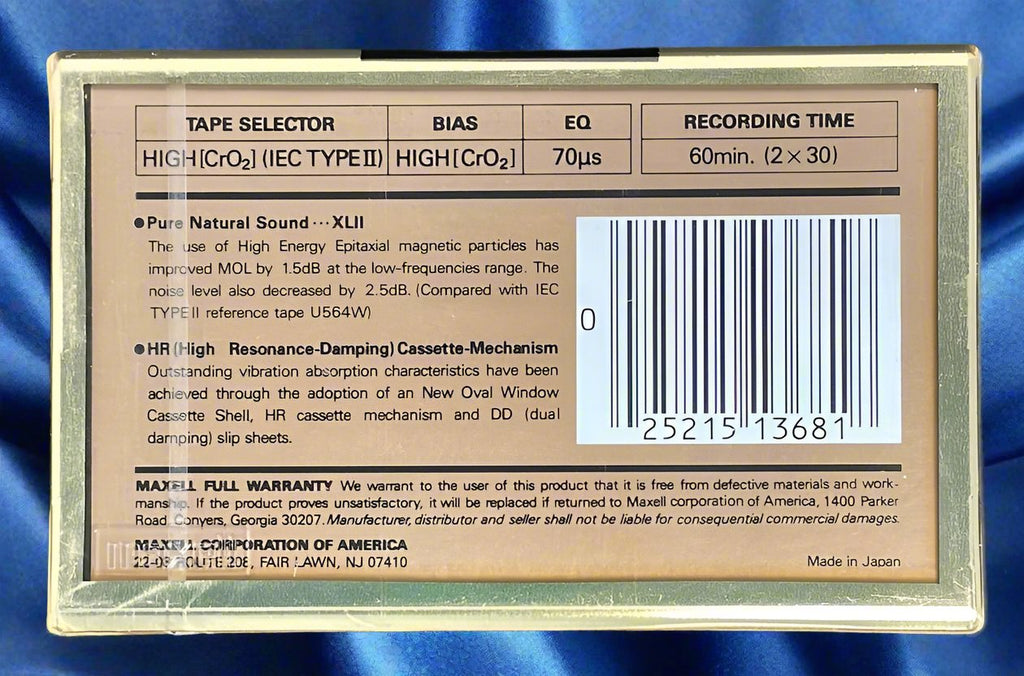 TAPE SELECTOR BIAS EQ RECORDING TIME
HIGH [CrO₂] (IEC TYPE II) HIGH [CrO₂] 70μs 60min. (2 × 30)
●Pure Natural Sound ··· XLII
The use of High Energy Epitaxial magnetic particles has
improved MOL by 1.5dB at the low-frequencies range. The
noise level also decreased by 2.5dB. (Compared with IEC
TYPE II reference tape U564W)
●HR (High Resonance-Damping) Cassette-Mechanism
Outstanding vibration absorption characteristics have been
achieved through the adoption of an New Oval Window
Cassette Shell, HR cassette mechanism and DD (dual
damping) slip sheets.
0
25215 13681
MAXELL FULL WARRANTY We warrant to the user of this product that it is free from defective materials and work-
manship. If the product proves unsatisfactory, it will be replaced if returned to Maxell corporation of America, 1400 Parker
Road Conyers, Georgia 30207. Manufacturer, distributor and seller shall not be liable for consequential commercial damages.
MAXELL CORPORATION OF AMERICA
22-08 ROUTE 208, FAIR LAWN, NJ 07410
Made in Japan